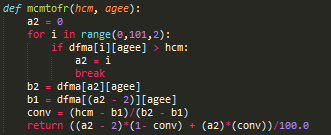 def mcmtofr(hcm, agee):
    a2 = 0
    for i in range(0,101,2):
        if dfma[i][agee] > hcm:
            a2 = i
            break
    b2 = dfma[a2][agee]
    b1 = dfma[(a2 - 2)][agee]
    conv = (hcm - b1)/(b2 - b1)
    return ((a2 - 2)*(1- conv) + (a2)*(conv))/100.0